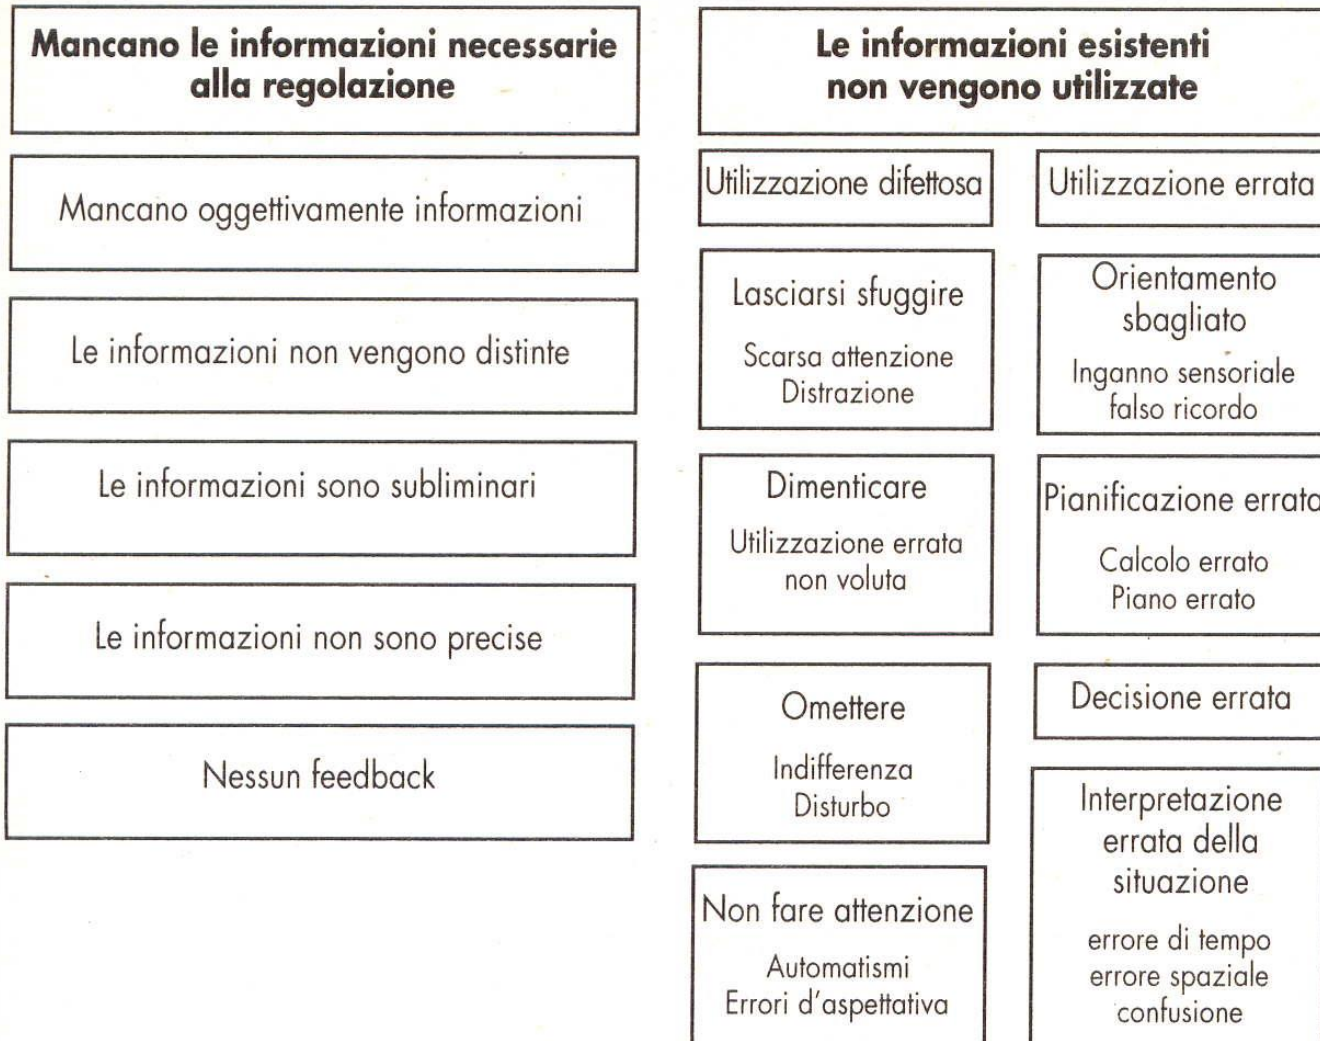 Mancano le informazioni necessarie
alla regolazione
Mancano oggettivamente informazioni
Le informazioni non vengono distinte
Le informazioni sono subliminari
Le informazioni non sono precise
Nessun feedback
Le informazioni esistenti
non vengono utilizzate
Utilizzazione difettosa
Lasciarsi sfuggire
Scarsa attenzione
Distrazione
Dimenticare
Utilizzazione errata
non voluta
Omettere
Indifferenza
Disturbo
Non fare attenzione
Automatismi
Errori d'aspettativa
Utilizzazione errata
Orientamento
sbagliato
Inganno sensoriale
falso ricordo
Pianificazione errata
Calcolo errato
Piano errato
Decisione errata
Interpretazione
errata della
situazione
errore di tempo
errore spaziale
confusione